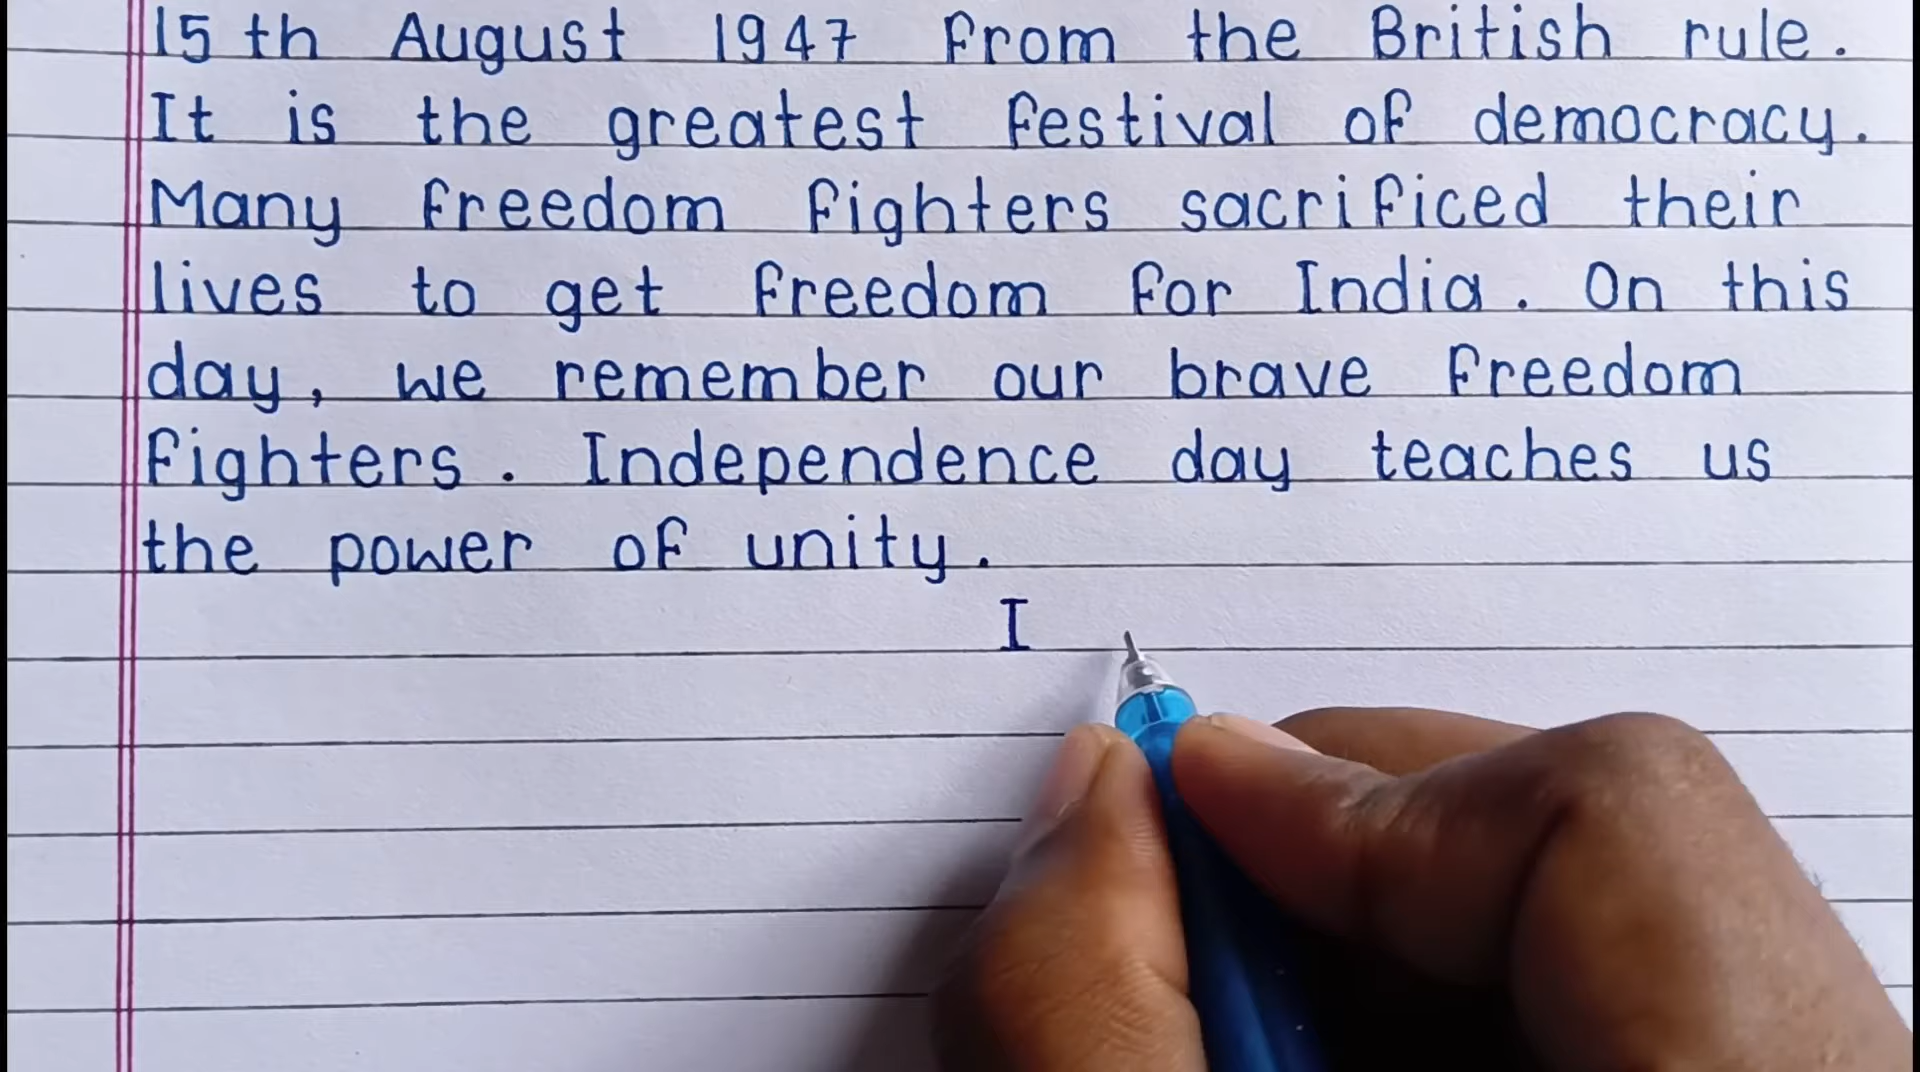 15th August 1947 from the British rule.
It is the greatest festival of democracy.
Many freedom fighters sacrificed their
lives to get freedom for India. On this
day, we remember our brave freedom
fighters. Independence day teaches us
the power of unity.
I